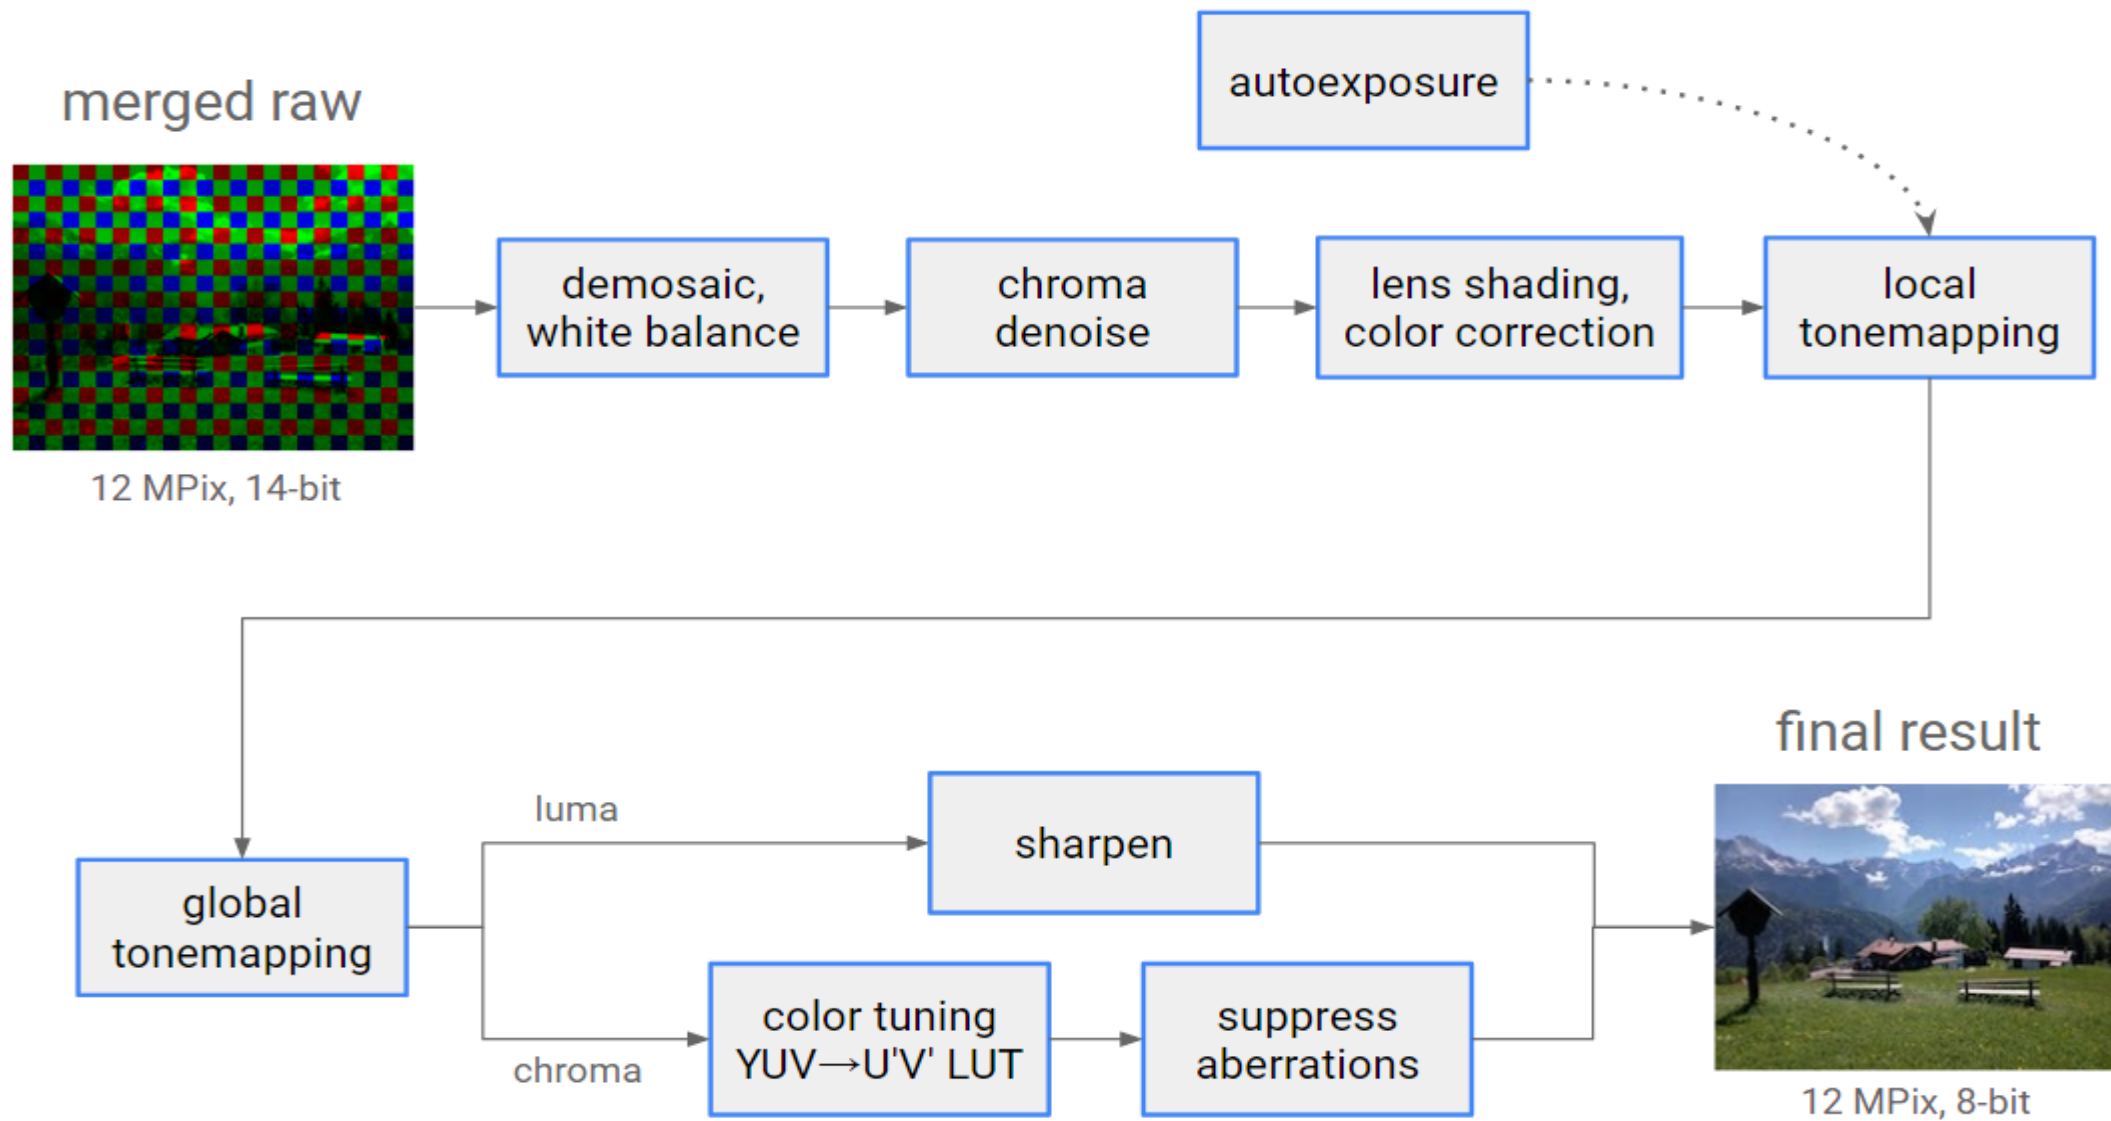 autoexposure
merged raw
demosaic,
white balance
chroma
denoise
lens shading,
color correction
local
tonemapping
12 MPix, 14-bit
final result
luma
sharpen
global
tonemapping
color tuning
YUV→U'V' LUT
suppress
aberrations
chroma
12 MPix, 8-bit